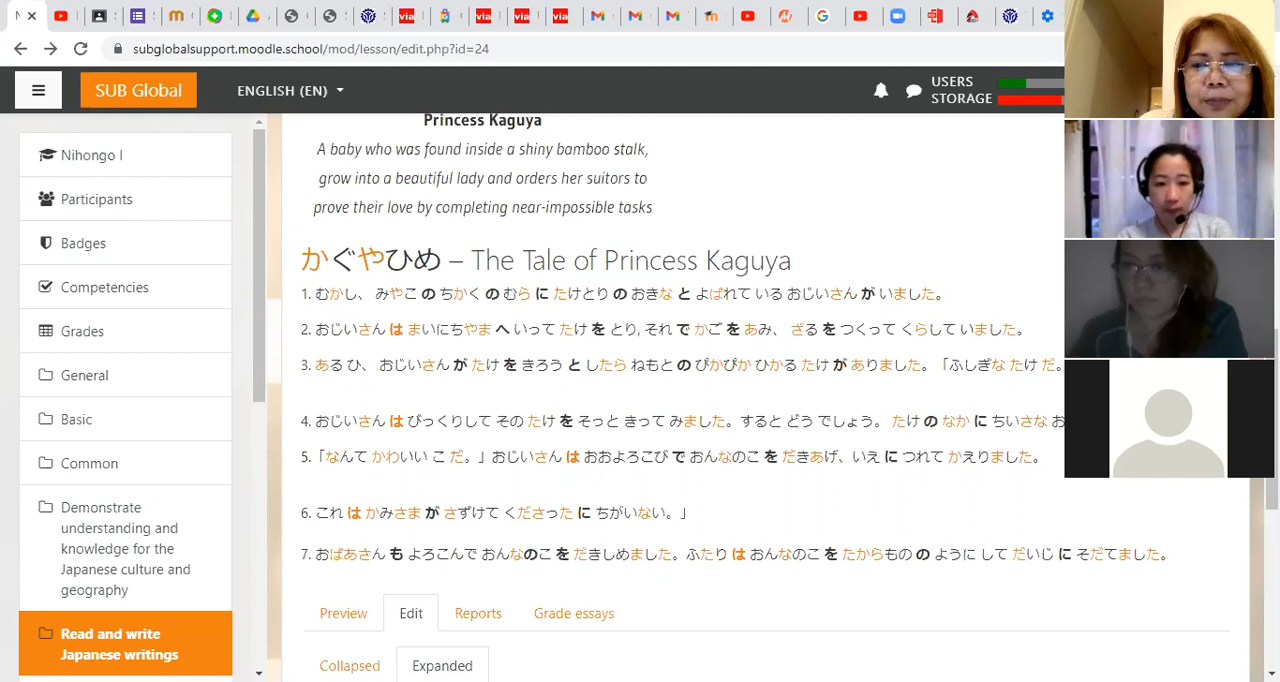 subglobalsupport.moodle.school/mod/lesson/edit.php?id=24
SUB Global
ENGLISH (EN)
USERS
STORAGE
Nihongo I
Participants
Badges
Competencies
Grades
General
Basic
Common
Demonstrate
understanding and
knowledge for the
Japanese culture and
geography
Read and write
Japanese writings
Princess Kaguya
A baby who was found inside a shiny bamboo stalk,
grow into a beautiful lady and orders her suitors to
prove their love by completing near-impossible tasks
かぐやひめ – The Tale of Princess Kaguya
1. むかし、 みやこ の ちかく の むら に たけとり の おきな と よばれて いる おじいさん が いました。
2. おじいさん は まいにちやま へ いって たけ を とり, それ で かご を あみ、 ざる を つくって くらして いました。
3. ある ひ、 おじいさん が たけ を きろう と したら ねもと の ぴかぴか ひかる たけ が ありました。「ふしぎな たけ だ。
4. おじいさん は びっくりして その たけ を そっと きって みました。すると どう でしょう。 たけ の なか に ちいさな お
5. 「なんて かわいい こ だ。」おじいさん は おおよろこび で おんなのこ を だきあげ、いえ に つれて かえりました。
6. これ は かみさま が さずけて くださった に ちがいない。」
7. おばあさん も よろこんで おんなのこ を だきしめました。ふたり は おんなのこ を たからもの の ように して だいじ に そだてました。
Preview Edit Reports Grade essays
Collapsed Expanded